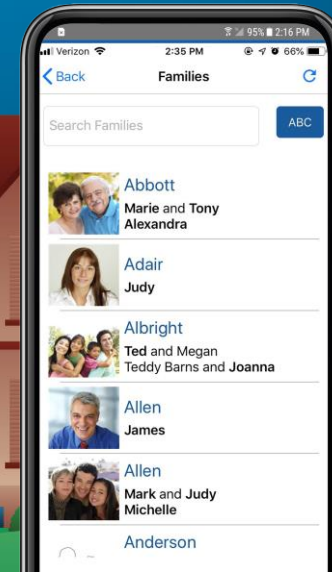 95% 2:16 PM
Verizon 2:35 PM 66%
Back Families
Search Families ABC
Abbott
Marie and Tony
Alexandra
Adair
Judy
Albright
Ted and Megan
Teddy Barns and Joanna
Allen
James
Allen
Mark and Judy
Michelle
Anderson